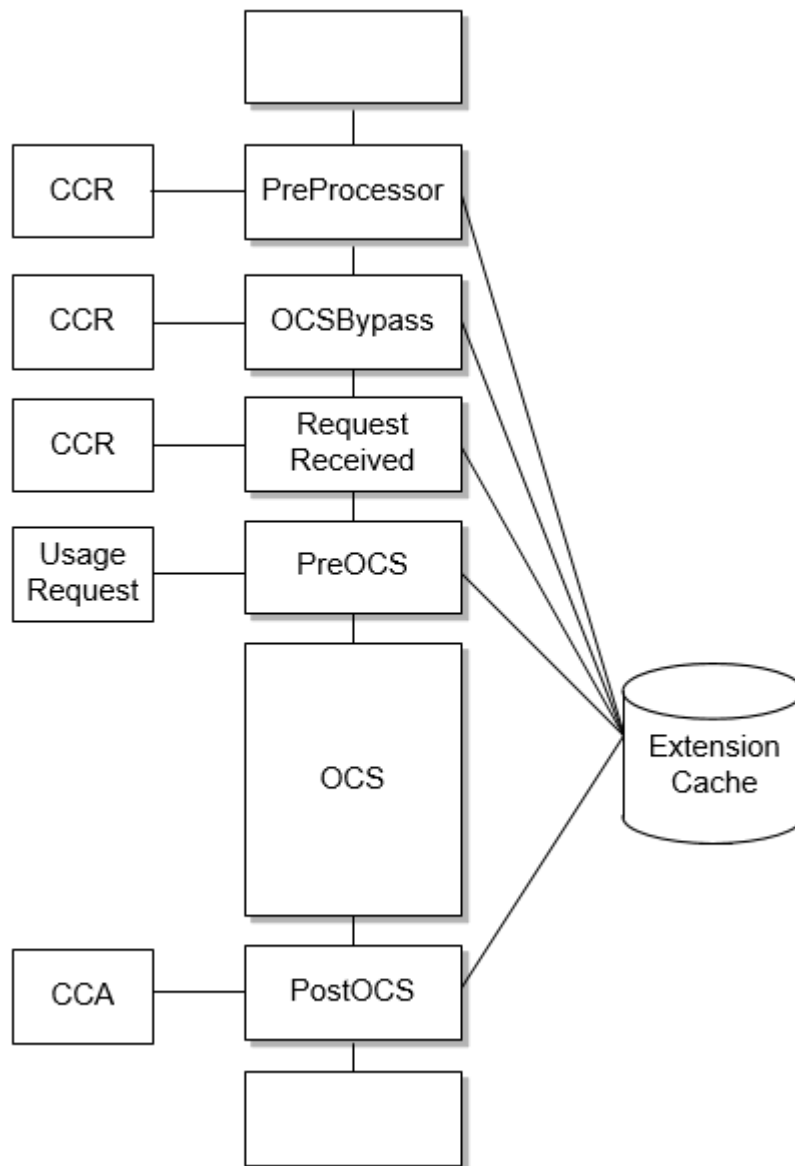 CCR
PreProcessor
CCR
OCSBypass
CCR
Request
Received
Usage
Request
PreOCS
OCS
Extension
Cache
CCA
PostOCS